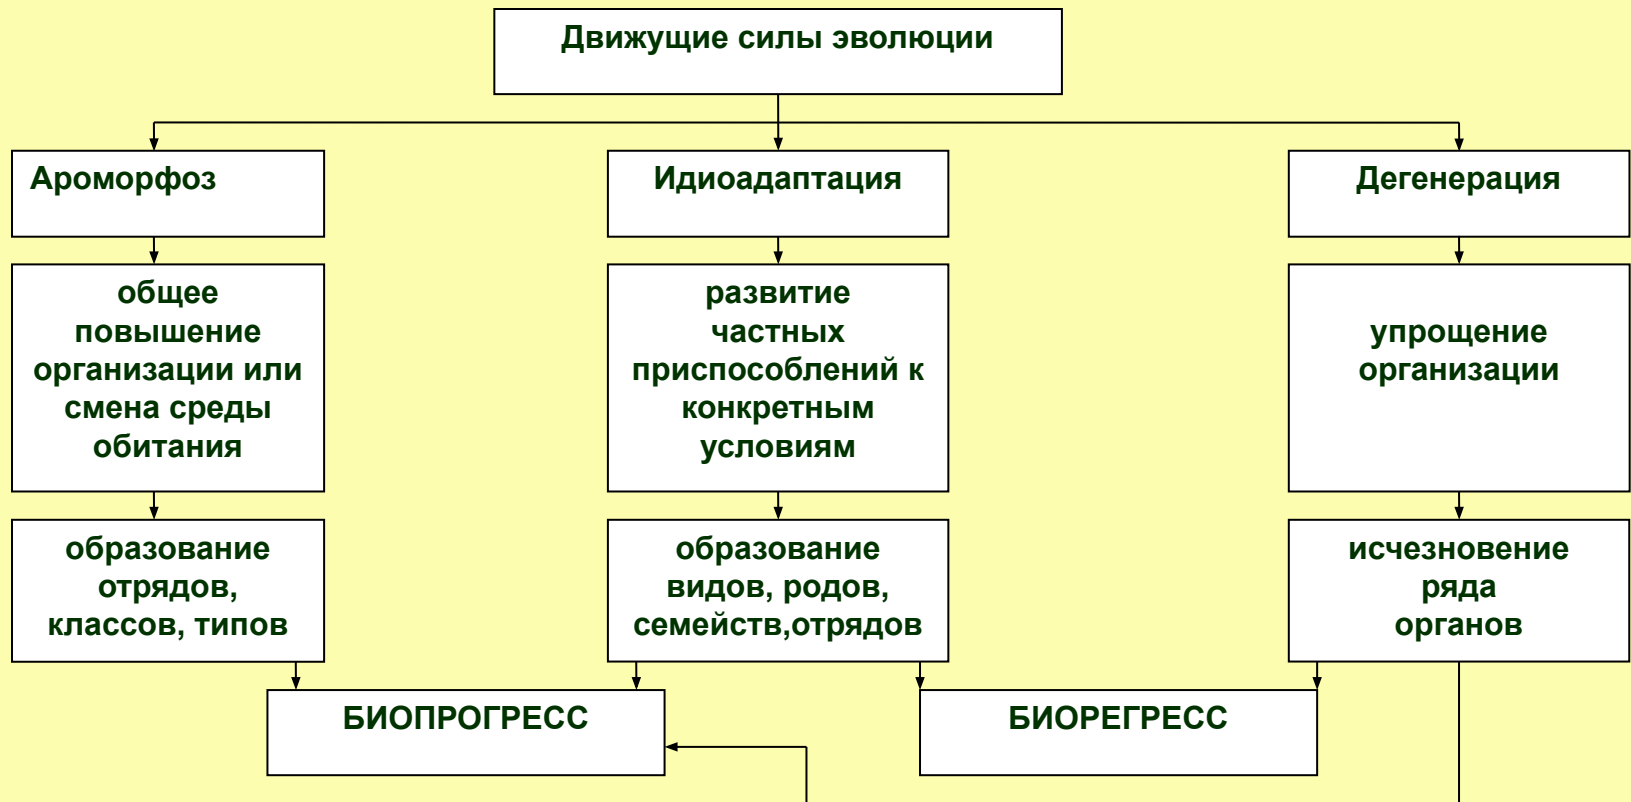 Движущие силы эволюции
Ароморфоз
Идиоадаптация
Дегенерация
общее
повышение
организации или
смена среды
обитания
развитие
частных
приспособлений к
конкретным
условиям
упрощение
организации
образование
отрядов,
классов, типов
образование
видов, родов,
семейств,отрядов
исчезновение
ряда
органов
БИОПРОГРЕСС
БИОРЕГРЕСС